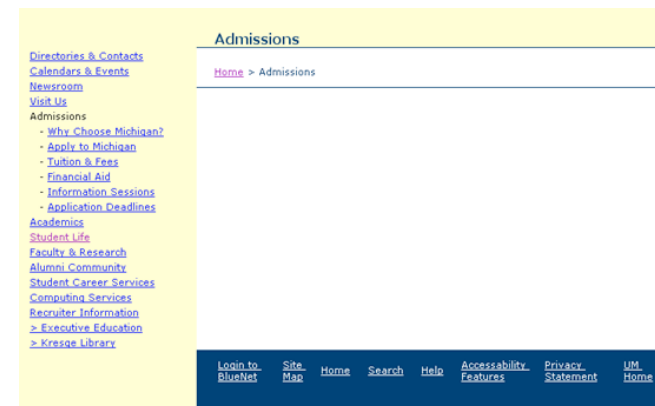 Admissions
Home > Admissions
Directories & Contacts
Calendars & Events
Newsroom
Visit Us
Admissions
- Why Choose Michigan?
- Apply to Michigan
- Tuition & Fees
- Financial Aid
- Information Sessions
- Application Deadlines
Academics
Student Life
Faculty & Research
Alumni Community
Student Career Services
Computing Services
Recruiter Information
> Executive Education
> Kresge Library
Login to BlueNet
Site Map
Home
Search
Help
Accessability Features
Privacy Statement
UM Home